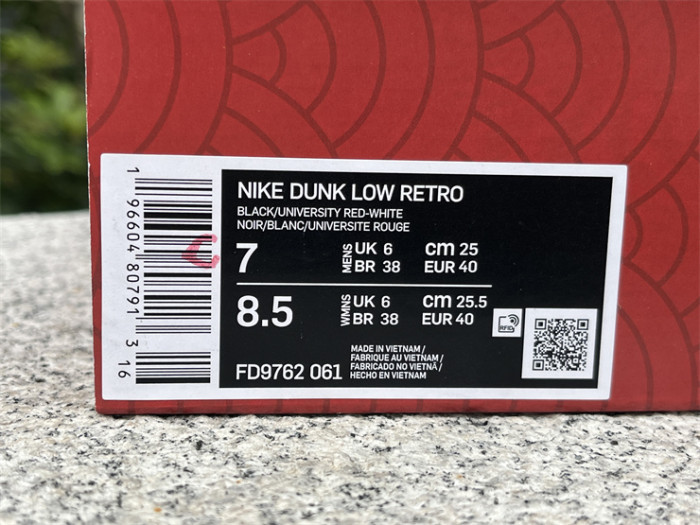 NIKE DUNK LOW RETRO
BLACK/UNIVERSITY RED-WHITE
NOIR/BLANC/UNIVERSITE ROUGE
7 MENS UK 6 cm 25
BR 38 EUR 40
8.5 WMNS UK 6 cm 25.5
BR 38 EUR 40
RFID
FD9762 061
MADE IN VIETNAM /
FABRIQUE AU VIETNAM /
FABRICADO NO VIETNÃ /
HECHO EN VIETNAM
1 96604 80791 3 16